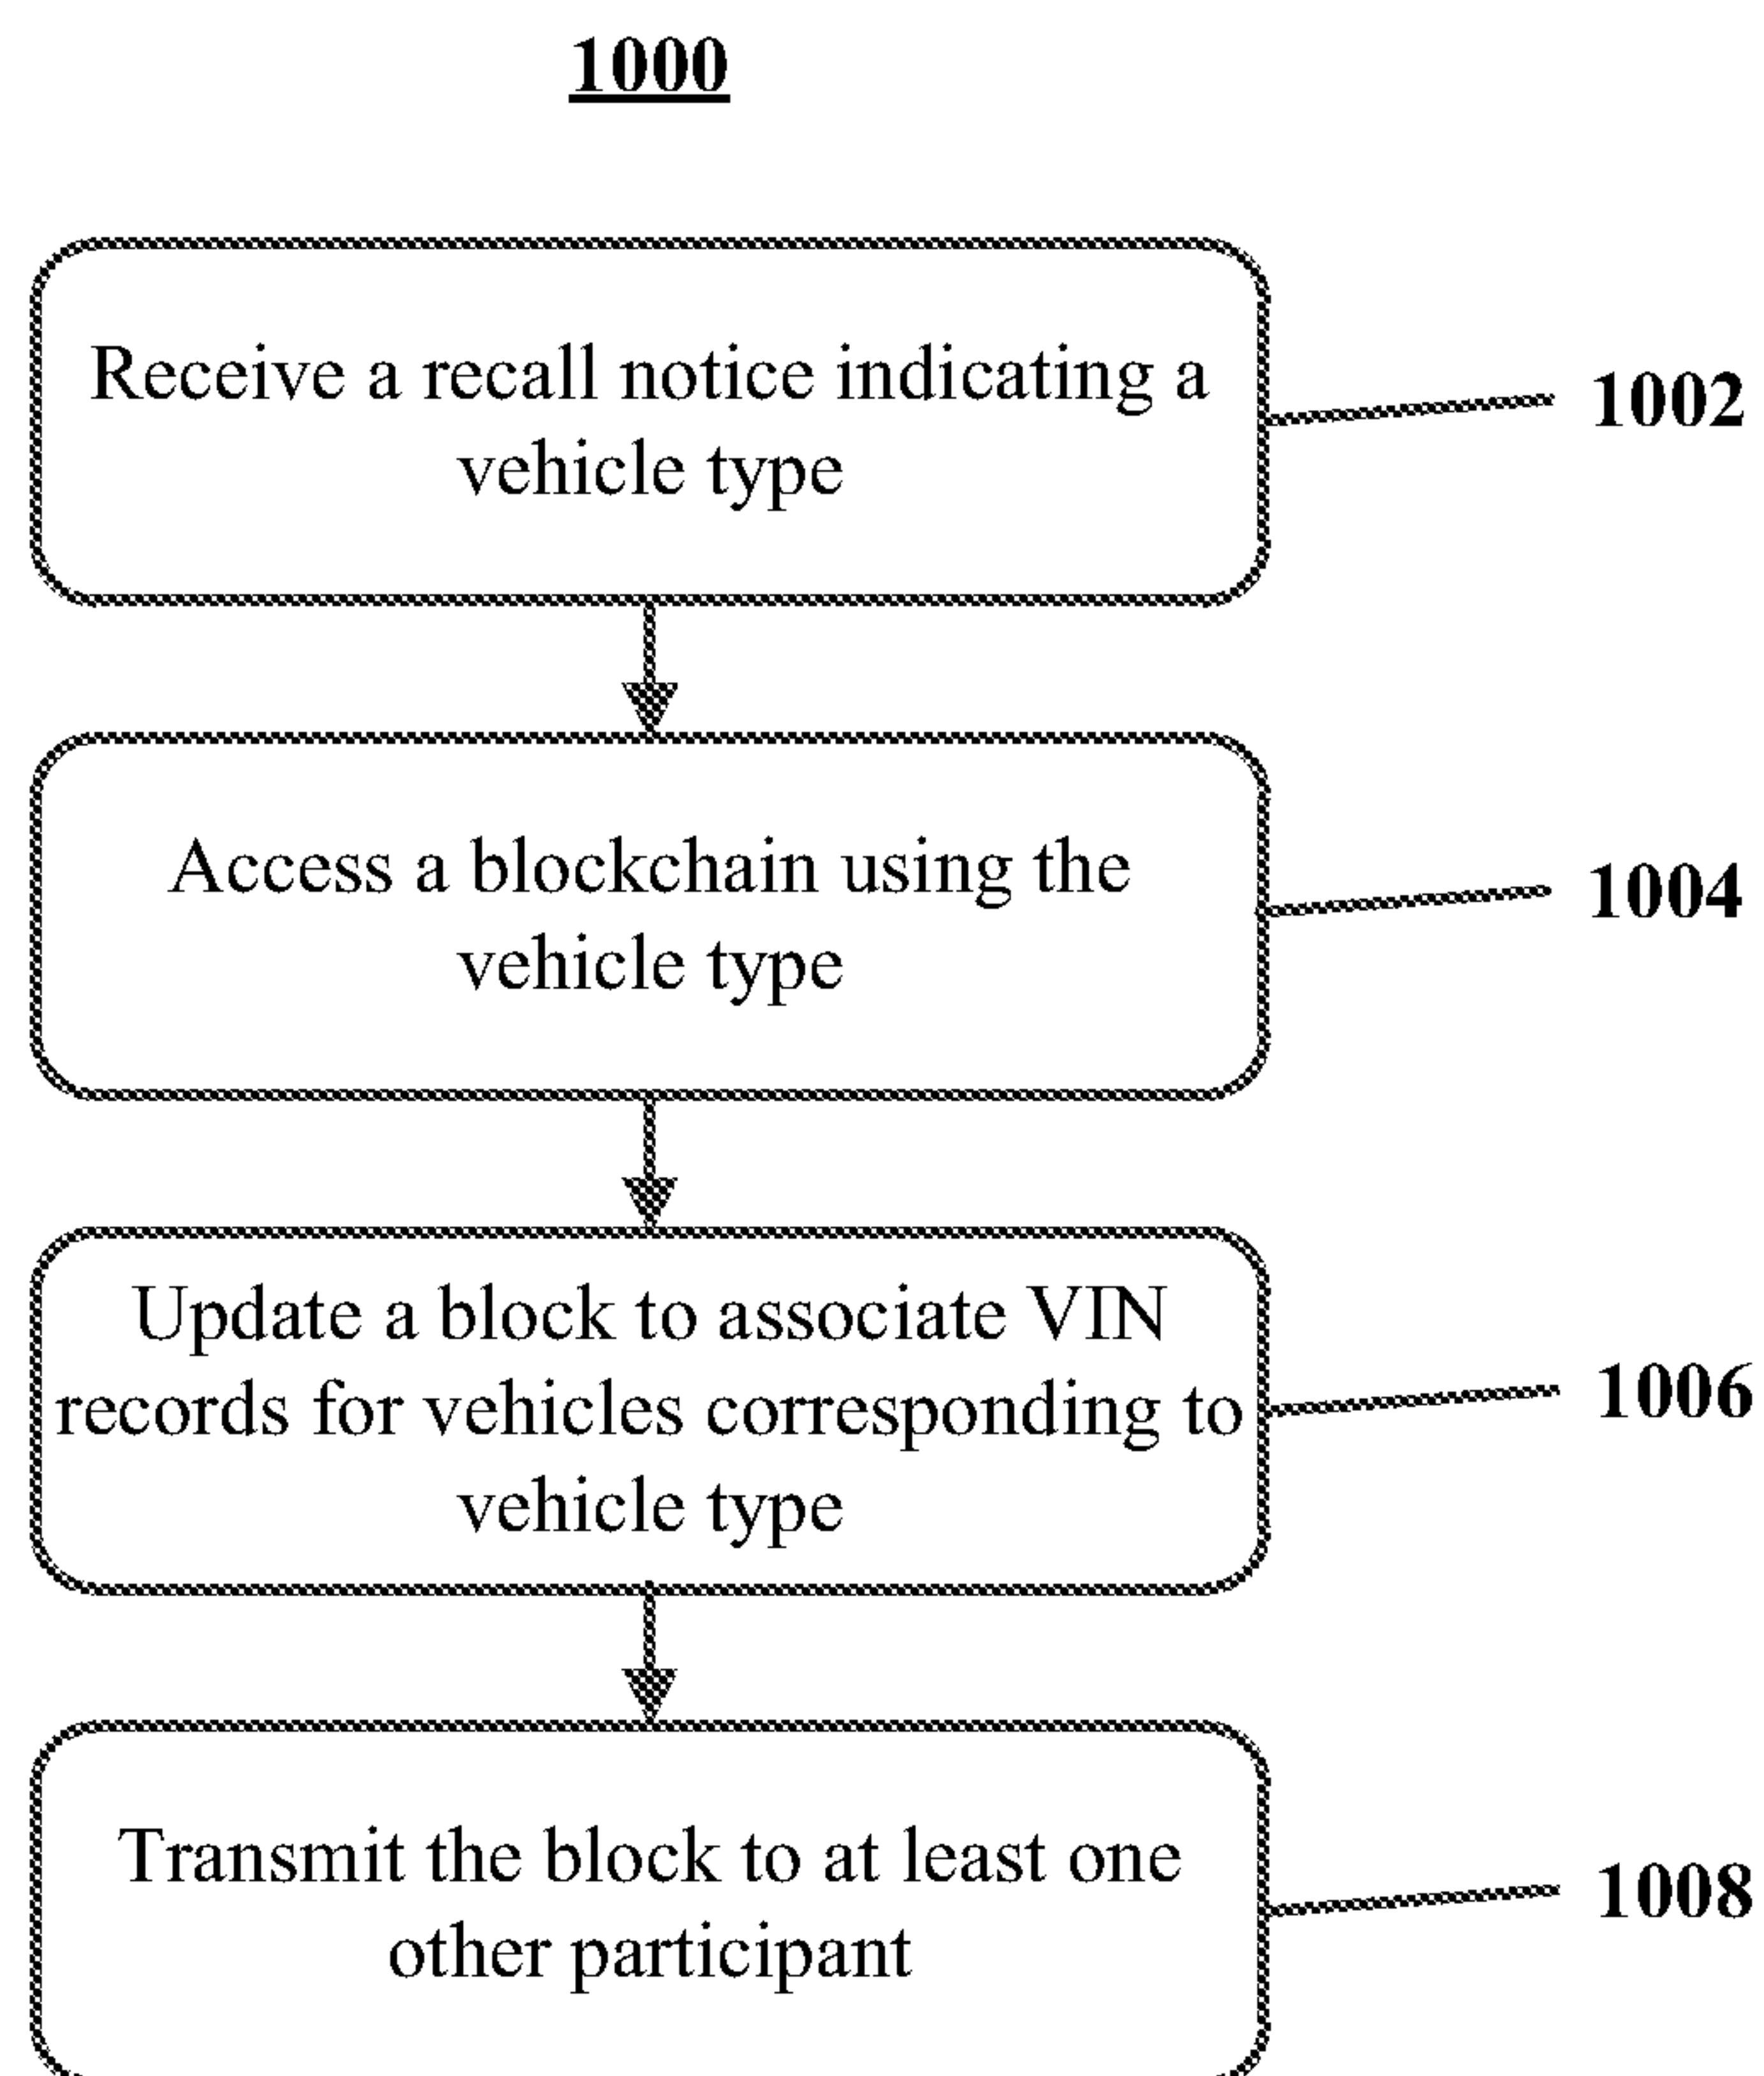 1000
Receive a recall notice indicating a
vehicle type
1002
Access a blockchain using the
vehicle type
1004
Update a block to associate VIN
records for vehicles corresponding to
vehicle type
1006
Transmit the block to at least one
other participant
1008